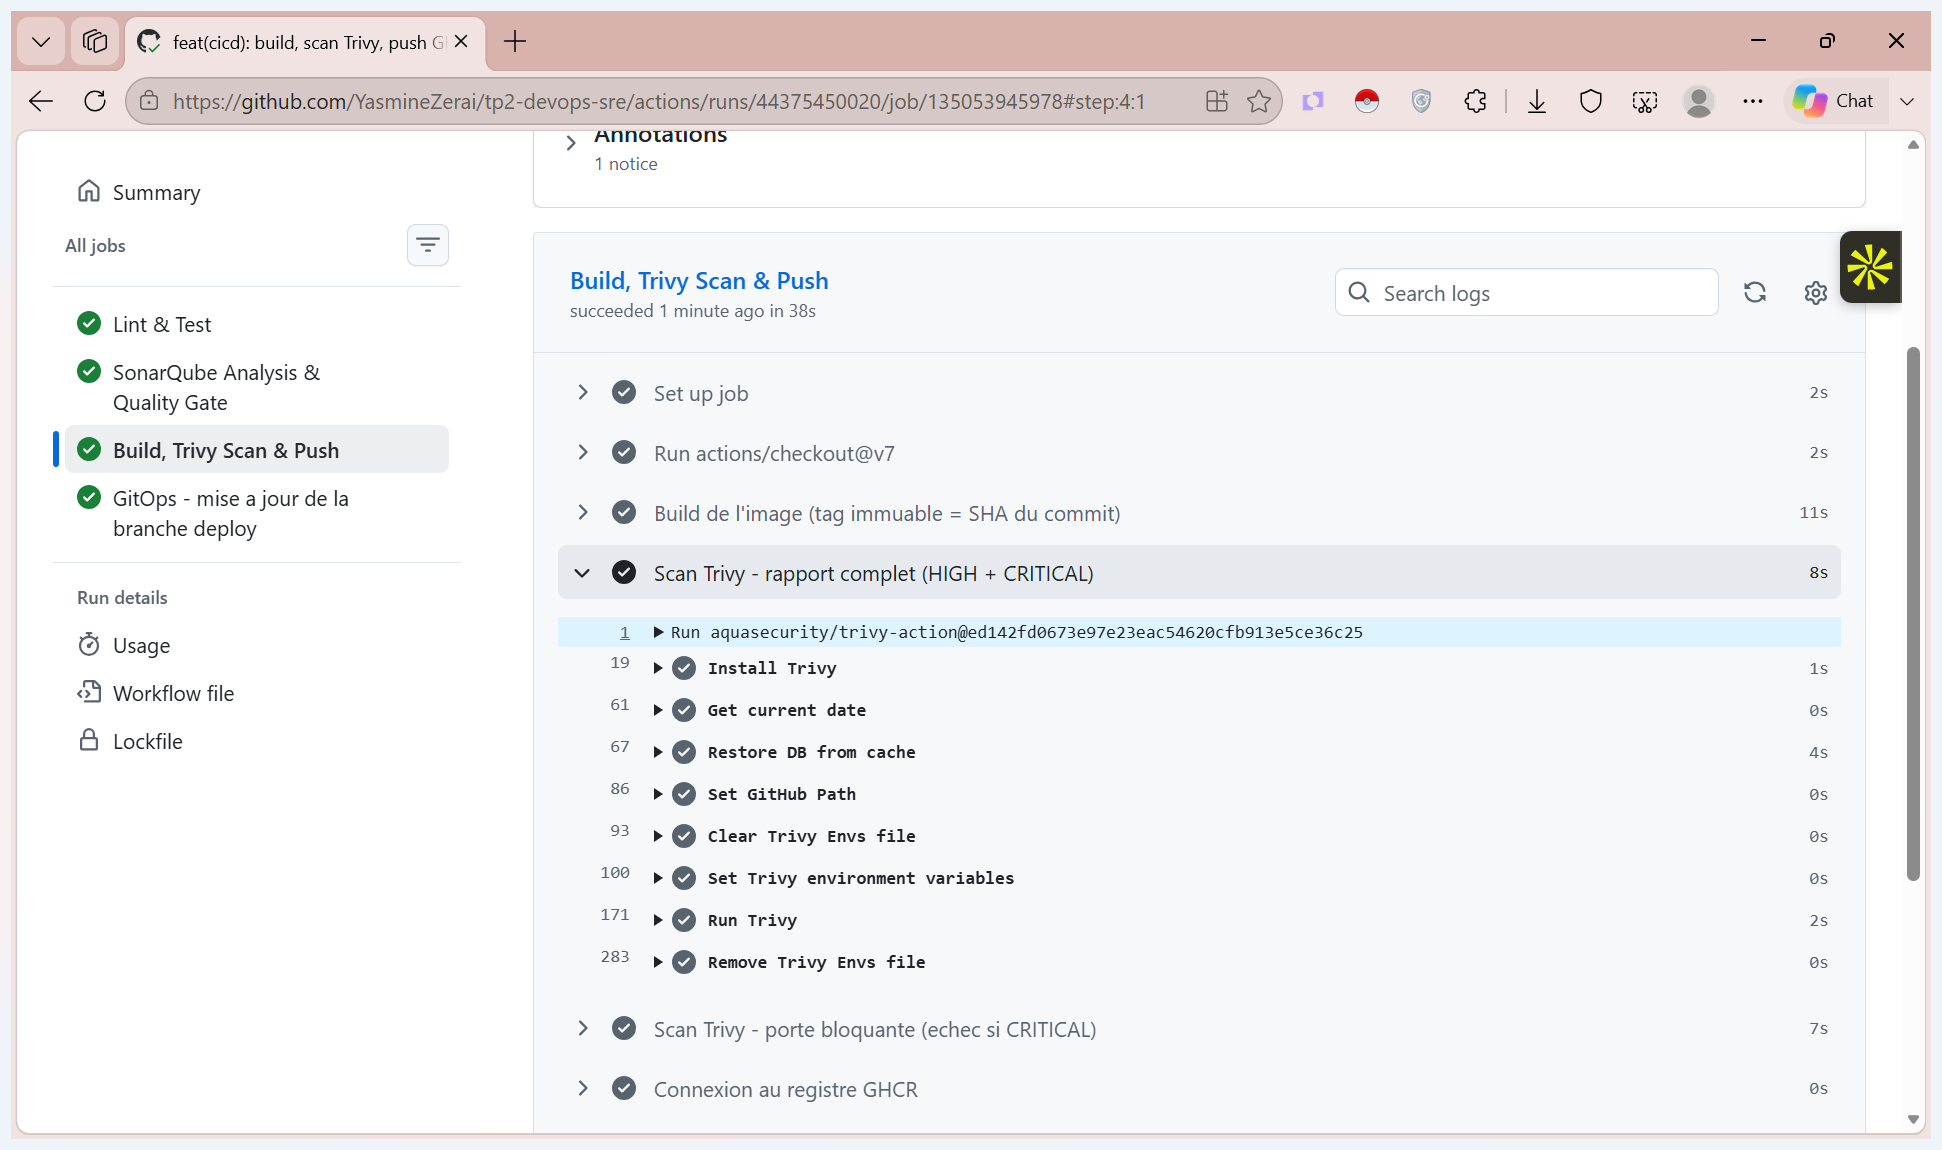 feat(cicd): build, scan Trivy, push G
https://github.com/YasmineZerai/tp2-devops-sre/actions/runs/44375450020/job/135053945978#step:4:1
Chat
Annotations
1 notice
Summary
All jobs
Lint & Test
SonarQube Analysis &
Quality Gate
Build, Trivy Scan & Push
GitOps - mise a jour de la
branche deploy
Run details
Usage
Workflow file
Lockfile
Build, Trivy Scan & Push
succeeded 1 minute ago in 38s
Search logs
Set up job 2s
Run actions/checkout@v7 2s
Build de l'image (tag immuable = SHA du commit) 11s
Scan Trivy - rapport complet (HIGH + CRITICAL) 8s
1 Run aquasecurity/trivy-action@ed142fd0673e97e23eac54620cfb913e5ce36c25
19 Install Trivy 1s
61 Get current date 0s
67 Restore DB from cache 4s
86 Set GitHub Path 0s
93 Clear Trivy Envs file 0s
100 Set Trivy environment variables 0s
171 Run Trivy 2s
283 Remove Trivy Envs file 0s
Scan Trivy - porte bloquante (echec si CRITICAL) 7s
Connexion au registre GHCR 0s